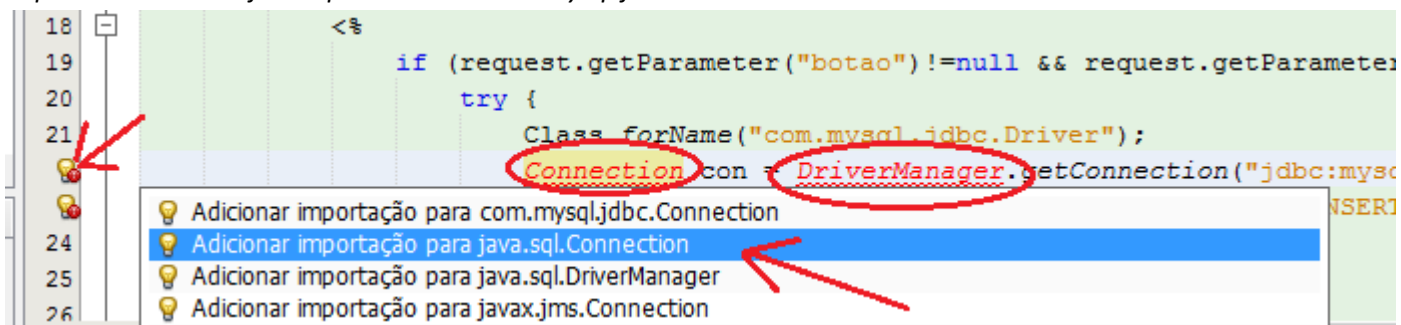 18 <%
19 if (request.getParameter("botao")!=null && request.getParameter
20 try {
21 Class.forName("com.mysql.jdbc.Driver");
Connection con = DriverManager.getConnection("jdbc:mysq
NSERT
Adicionar importação para com.mysql.jdbc.Connection
24 Adicionar importação para java.sql.Connection
25 Adicionar importação para java.sql.DriverManager
26 Adicionar importação para javax.jms.Connection